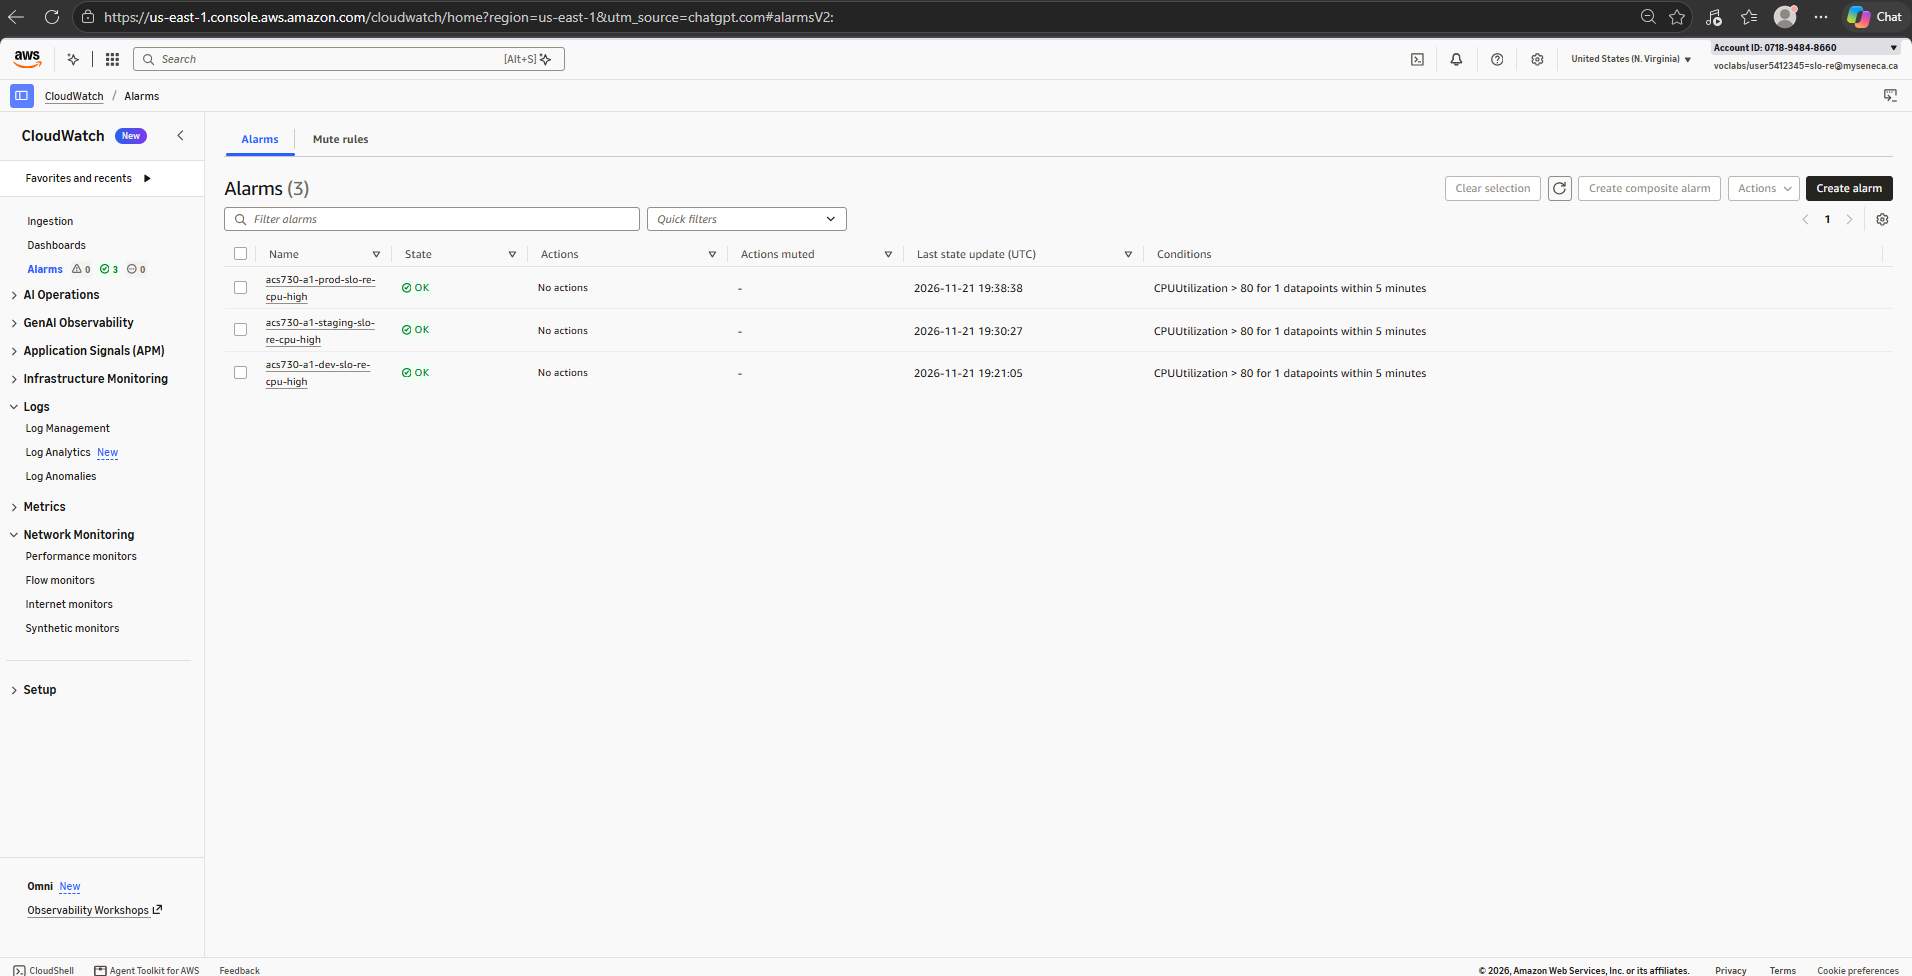 https://us-east-1.console.aws.amazon.com/cloudwatch/home?region=us-east-1&utm_source=chatgpt.com#alarmsV2:
Chat
aws
Search
[Alt+S]
United States (N. Virginia)
Account ID: 0718-9484-8660
voclabs/user5412345=slo-re@myseneca.ca
CloudWatch / Alarms
CloudWatch New
Favorites and recents
Ingestion
Dashboards
Alarms 0 3 0
AI Operations
GenAI Observability
Application Signals (APM)
Infrastructure Monitoring
Logs
Log Management
Log Analytics New
Log Anomalies
Metrics
Network Monitoring
Performance monitors
Flow monitors
Internet monitors
Synthetic monitors
Setup
Omni New
Observability Workshops
Alarms
Mute rules
Alarms (3)
Clear selection
Create composite alarm
Actions
Create alarm
Filter alarms
Quick filters
1
Name State Actions Actions muted Last state update (UTC) Conditions
acs730-a1-prod-slo-re-
cpu-high
OK No actions - 2026-11-21 19:38:38 CPUUtilization > 80 for 1 datapoints within 5 minutes
acs730-a1-staging-slo-
re-cpu-high
OK No actions - 2026-11-21 19:30:27 CPUUtilization > 80 for 1 datapoints within 5 minutes
acs730-a1-dev-slo-re-
cpu-high
OK No actions - 2026-11-21 19:21:05 CPUUtilization > 80 for 1 datapoints within 5 minutes
CloudShell
Agent Toolkit for AWS
Feedback
© 2026, Amazon Web Services, Inc. or its affiliates.
Privacy
Terms
Cookie preferences